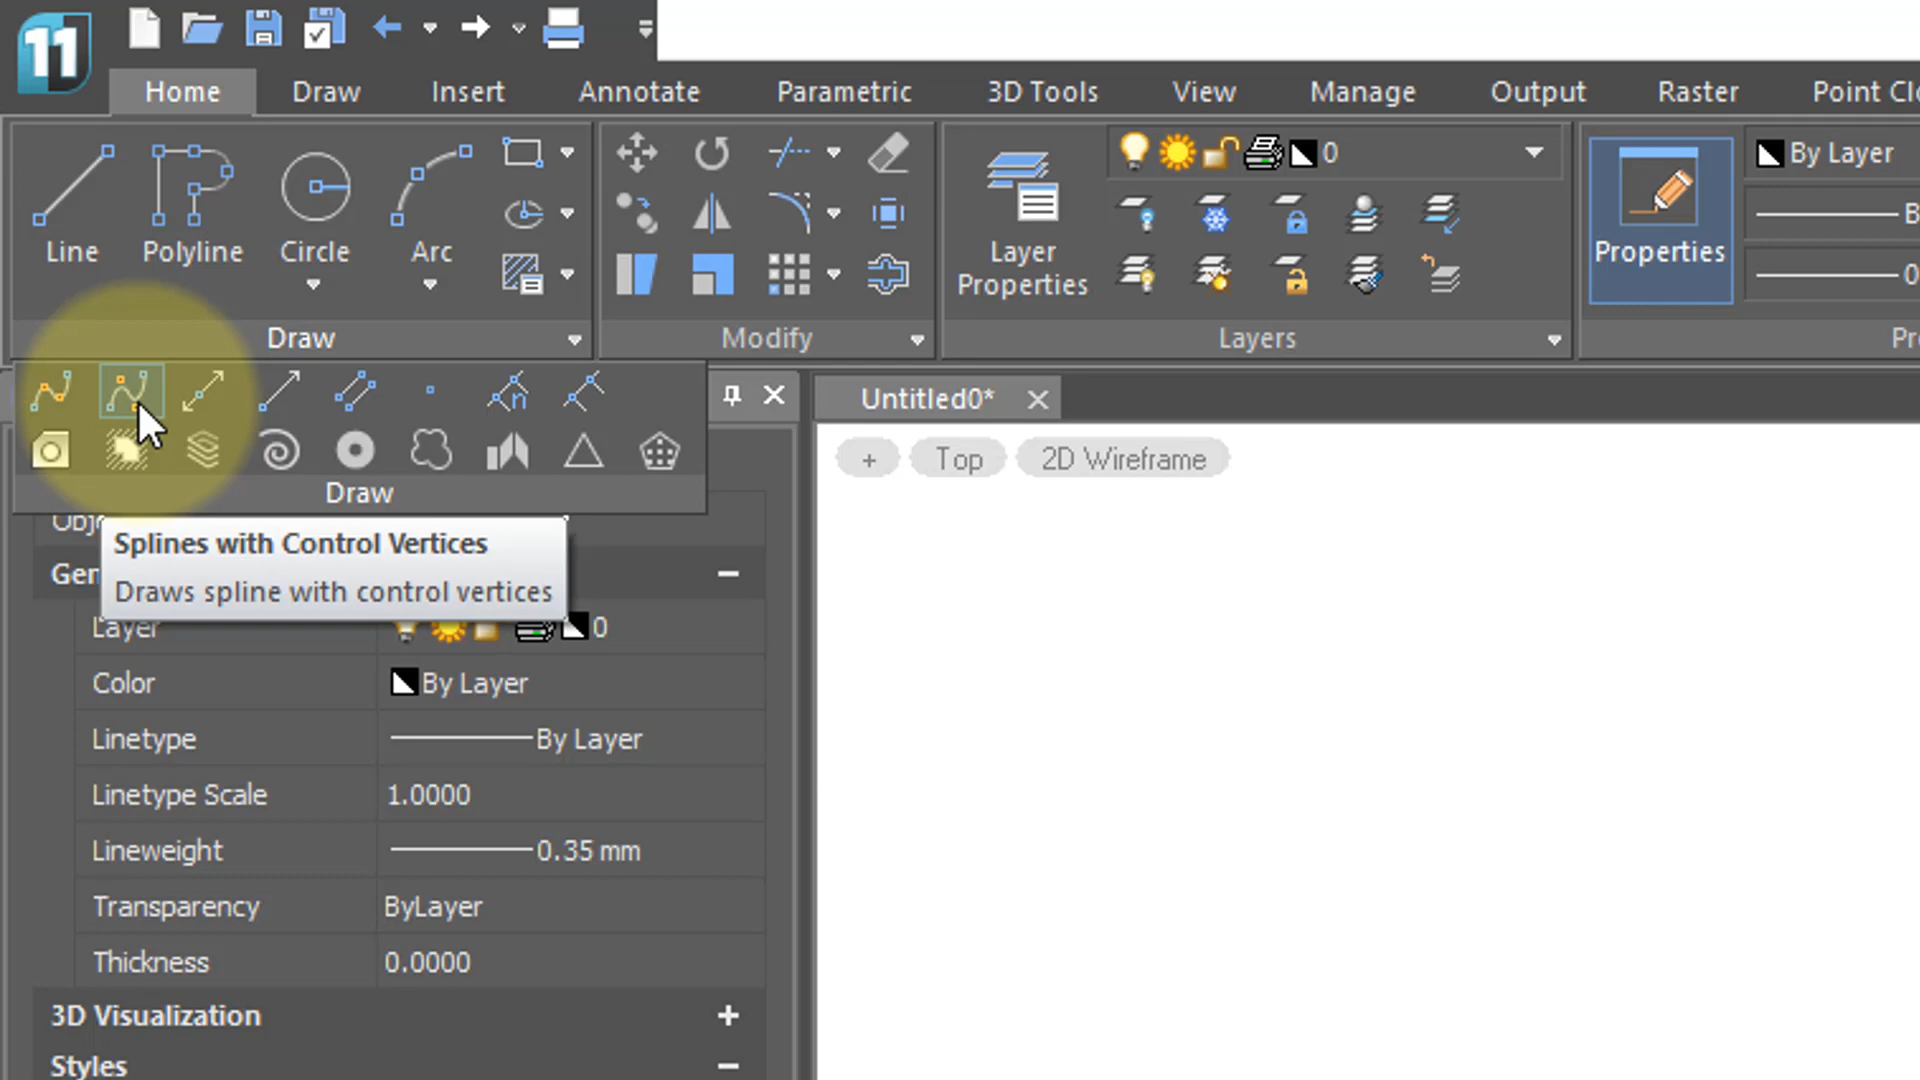 11
Home Draw Insert Annotate Parametric 3D Tools View Manage Output Raster
0
By Layer
Line Polyline Circle Arc
Layer
Properties
Properties
Draw Modify Layers
n
Untitled0*
+ Top 2D Wireframe
Draw
Splines with Control Vertices
Draws spline with control vertices
Layer 0
Color By Layer
Linetype By Layer
Linetype Scale 1.0000
Lineweight 0.35 mm
Transparency ByLayer
Thickness 0.0000
3D Visualization
Styles